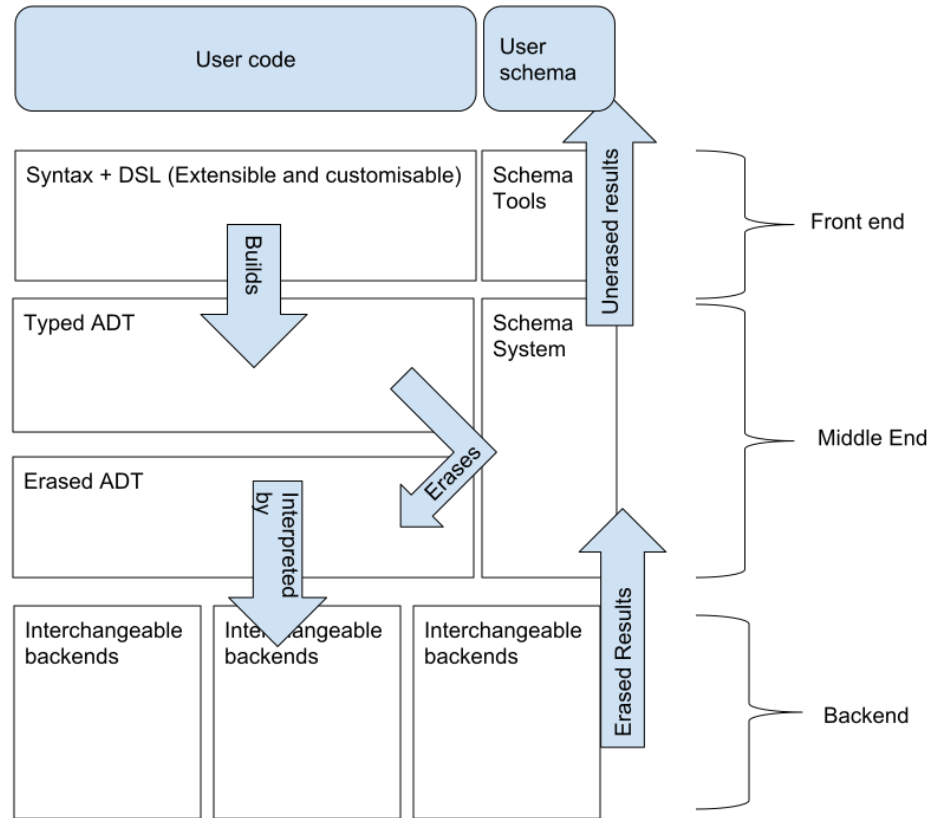 User code
User
schema
Syntax + DSL (Extensible and customisable)
Schema
Tools
Unerased results
Front end
Builds
Typed ADT
Schema
System
Middle End
Erases
Erased ADT
Interpreted
by
Interchangeable
backends
Interchangeable
backends
Interchangeable
backends
Erased Results
Backend